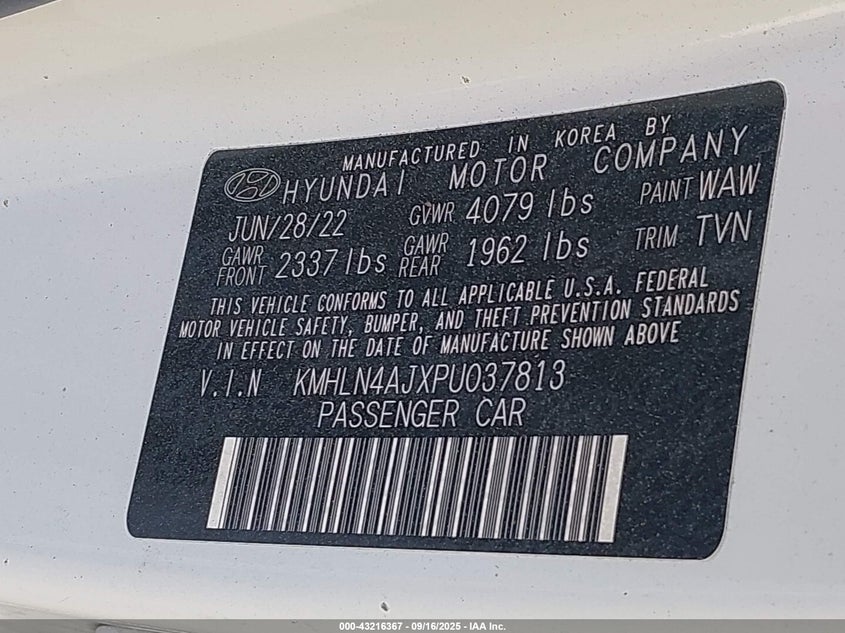 MANUFACTURED IN KOREA BY
HYUNDAI MOTOR COMPANY
JUN/28/22 GVWR 4079 lbs PAINT WAW
GAWR FRONT 2337 lbs GAWR REAR 1962 lbs TRIM TVN
THIS VEHICLE CONFORMS TO ALL APPLICABLE U.S.A. FEDERAL
MOTOR VEHICLE SAFETY, BUMPER, AND THEFT PREVENTION STANDARDS
IN EFFECT ON THE DATE OF MANUFACTURE SHOWN ABOVE
V.I.N KMHLN4AJXPU037813
PASSENGER CAR
000-43216367 - 09/16/2025 - IAA Inc.